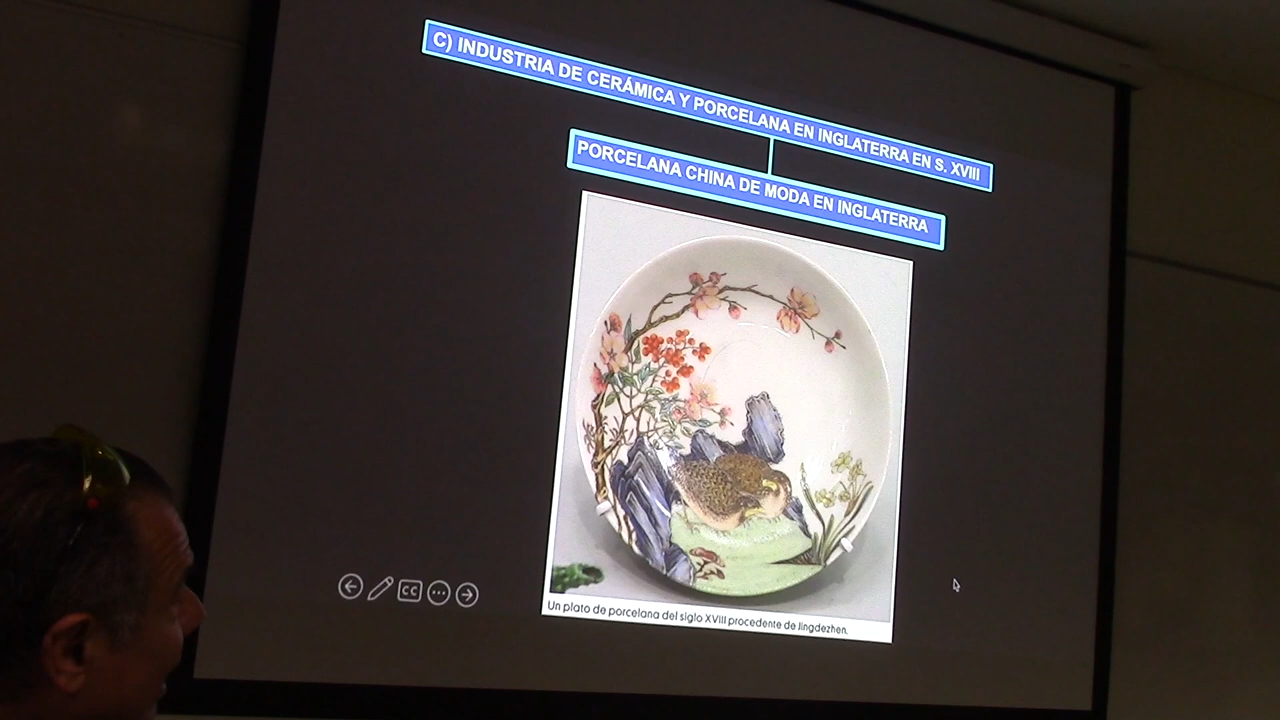 C) INDUSTRIA DE CERÁMICA Y PORCELANA EN INGLATERRA EN S. XVIII
PORCELANA CHINA DE MODA EN INGLATERRA
Un plato de porcelana del siglo XVIII procedente de Jingdezhen.
CC